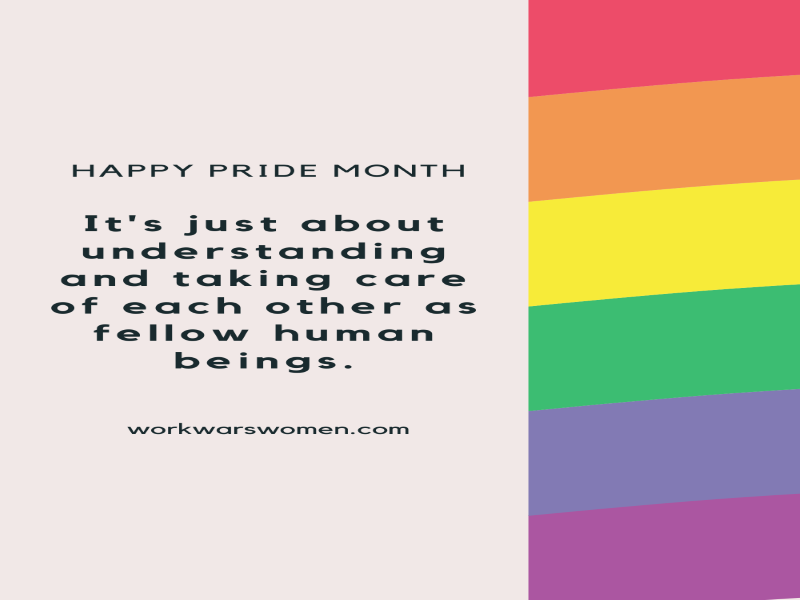 HAPPY PRIDE MONTH
It's just about
understanding
and taking care
of each other as
fellow human
beings.
workwarswomen.com